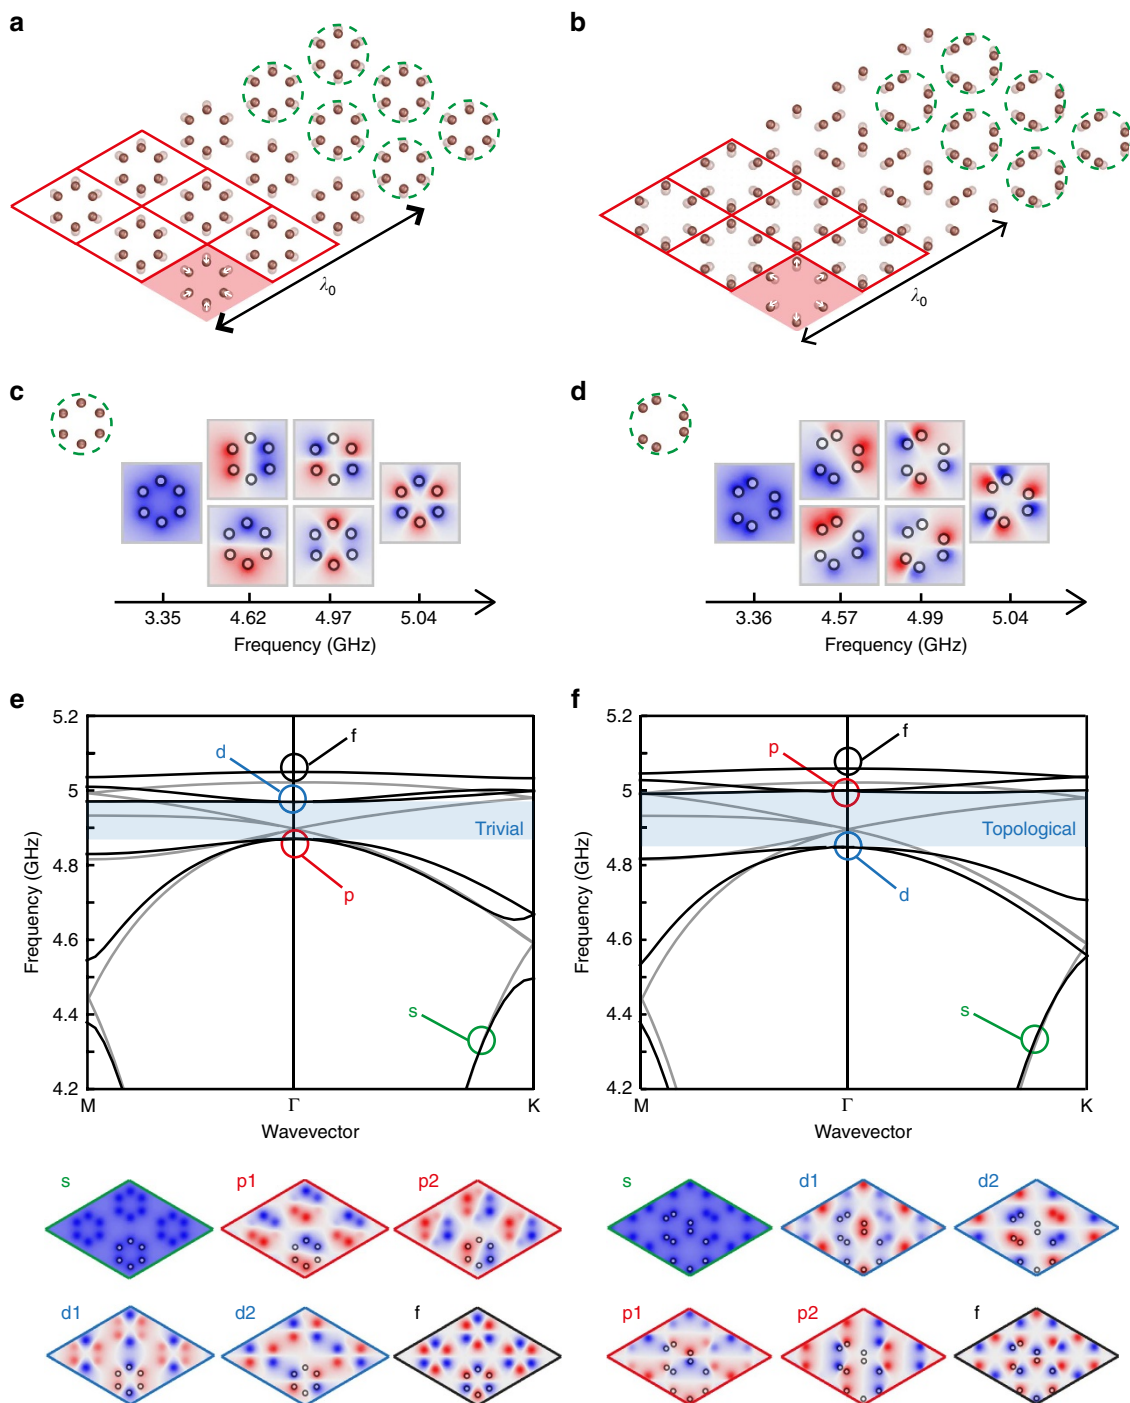 a
b
λ0
λ0
c
d
3.35 4.62 4.97 5.04
Frequency (GHz)
3.36 4.57 4.99 5.04
Frequency (GHz)
e
f
5.2
5
4.8
4.6
4.4
4.2
Frequency (GHz)
d
f
Trivial
p
s
M Γ K
Wavevector
5.2
5
4.8
4.6
4.4
4.2
Frequency (GHz)
p
f
Topological
d
s
M Γ K
Wavevector
s p1 p2
d1 d2 f
s d1 d2
p1 p2 f